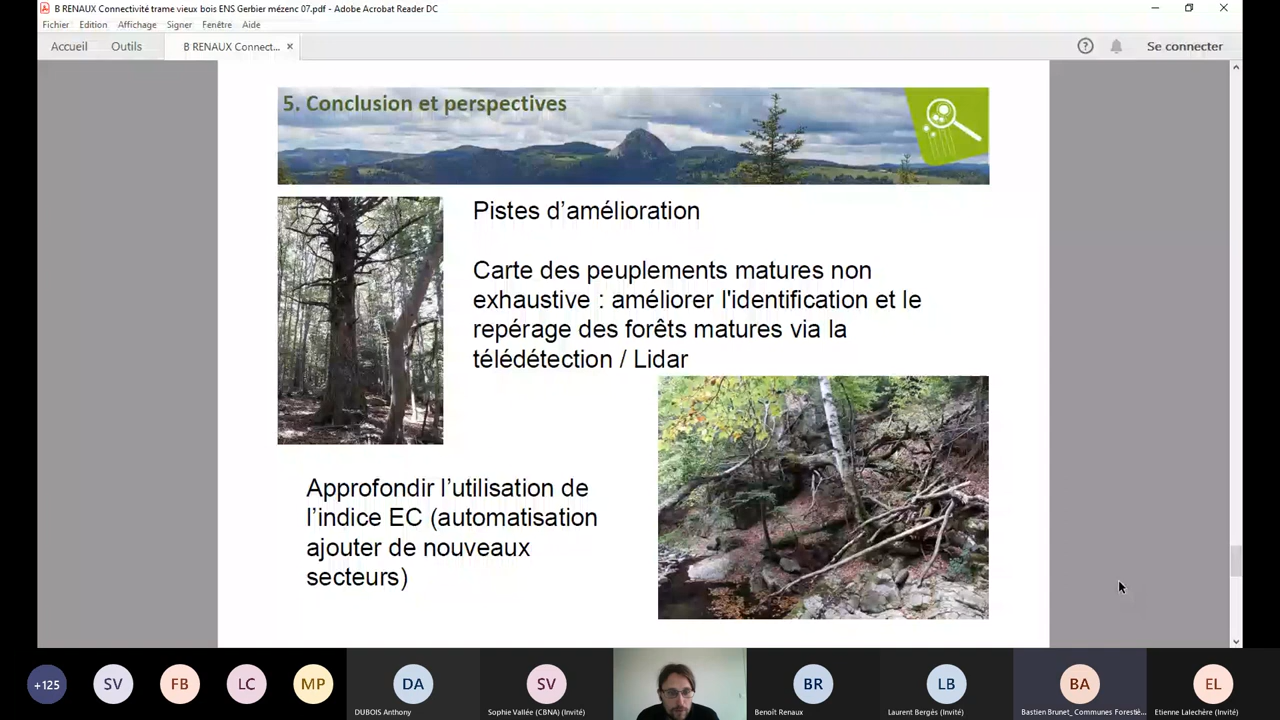 B RENAUX Connectivité trame vieux bois ENS Gerbier mézenc 07.pdf - Adobe Acrobat Reader DC
Fichier Edition Affichage Signer Fenêtre Aide
Accueil Outils B RENAUX Connect... × Se connecter
5. Conclusion et perspectives
Pistes d’amélioration
Carte des peuplements matures non
exhaustive : améliorer l'identification et le
repérage des forêts matures via la
télédétection / Lidar
Approfondir l’utilisation de
l’indice EC (automatisation
ajouter de nouveaux
secteurs)
+125 SV FB LC MP DA SV BR LB BA EL
DUBOIS Anthony Sophie Vallée (CBNA) (Invité) Benoît Renaux Laurent Bergès (Invité) Bastien Brunet_ Communes Forestiè... Etienne Lalechère (Invité)